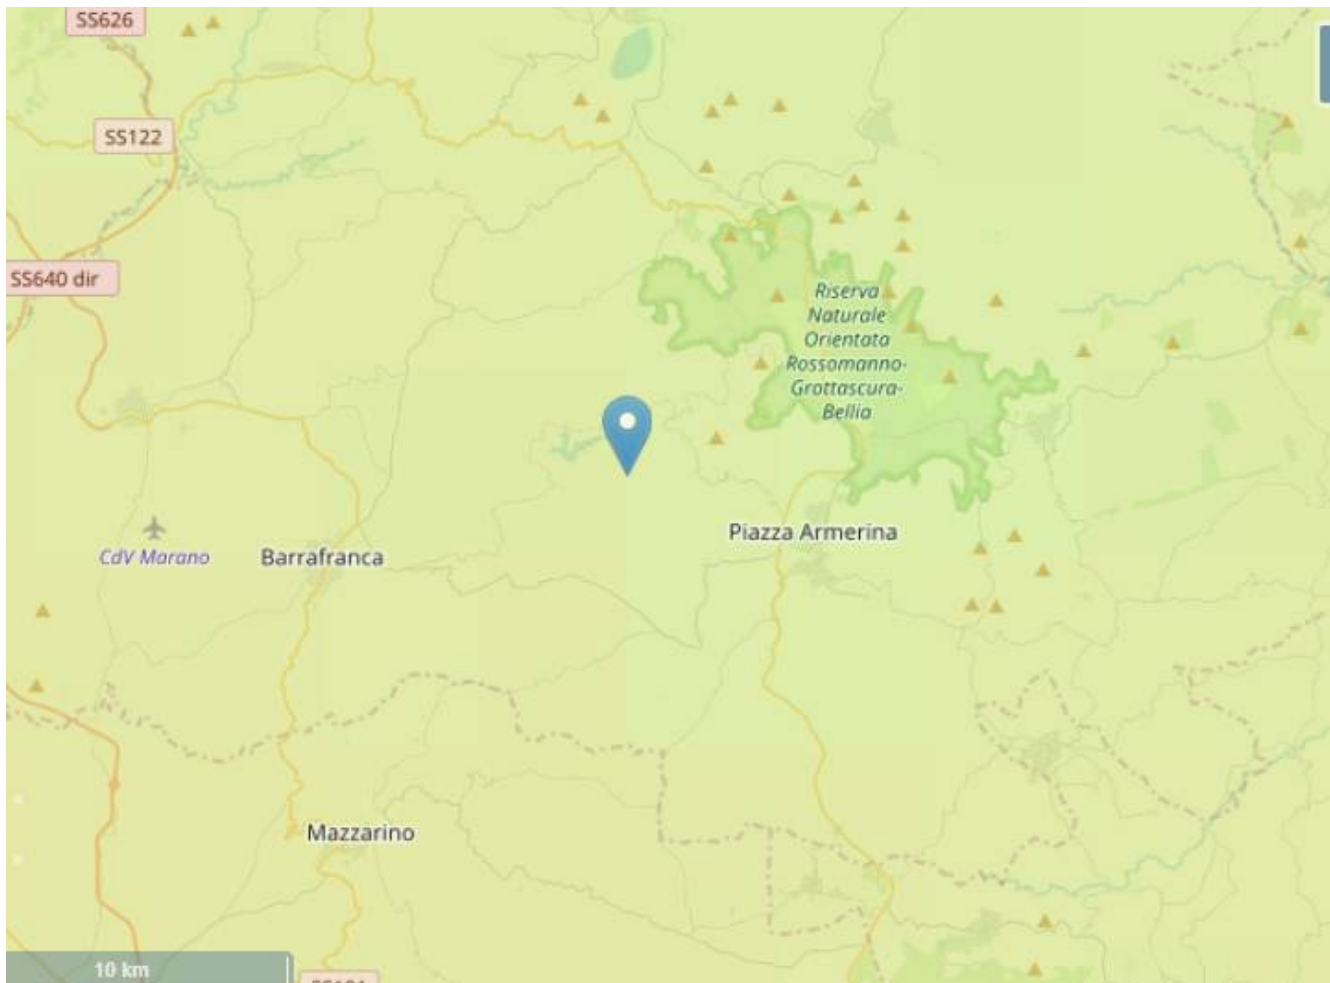 SS626
SS122
SS640 dir
Riserva
Naturale
Orientata
Rossomanno-
Grottascura-
Bellia
Piazza Armerina
CdV Marano
Barrafranca
Mazzarino
10 km